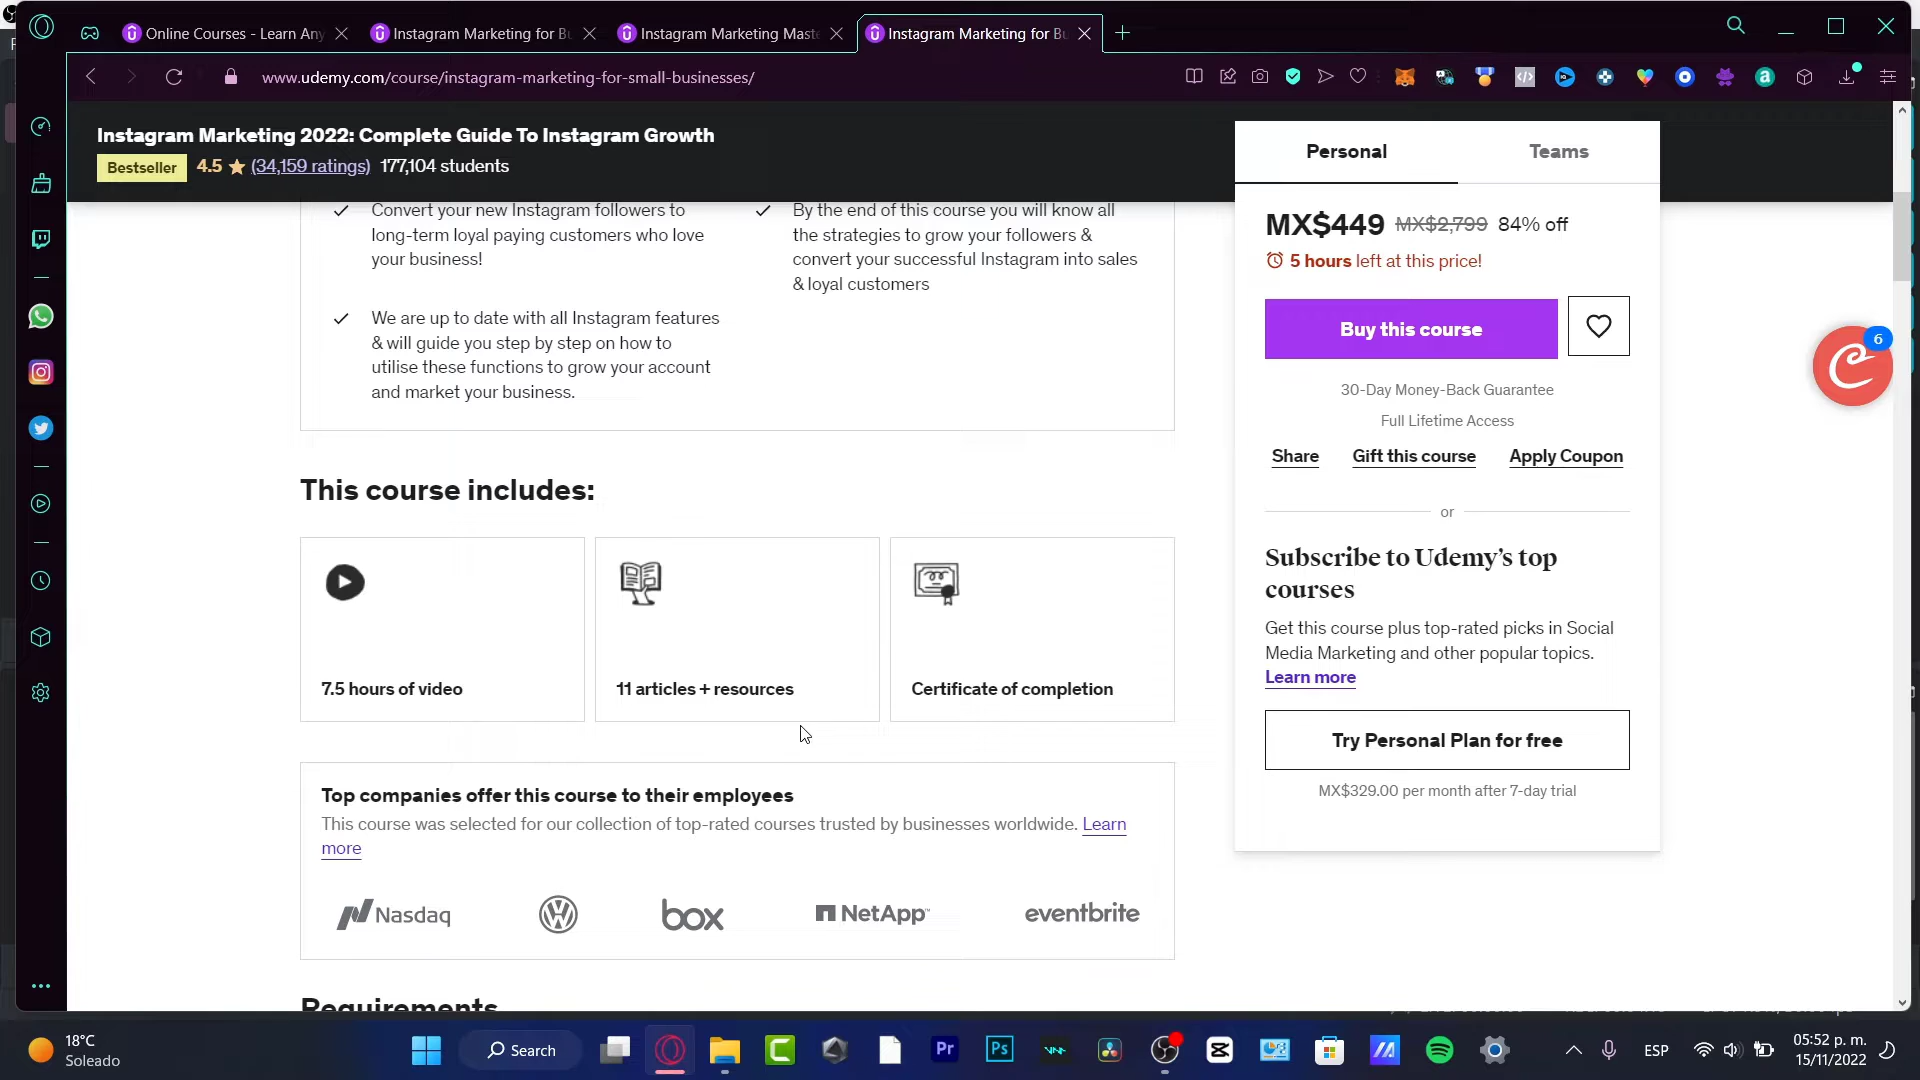 Online Courses - Learn Any
Instagram Marketing for Bu
Instagram Marketing Maste
Instagram Marketing for Bu
www.udemy.com/course/instagram-marketing-for-small-businesses/
Instagram Marketing 2022: Complete Guide To Instagram Growth
Bestseller 4.5 (34,159 ratings) 177,104 students
Convert your new Instagram followers to
long-term loyal paying customers who love
your business!
By the end of this course you will know all
the strategies to grow your followers &
convert your successful Instagram into sales
& loyal customers
We are up to date with all Instagram features
& will guide you step by step on how to
utilise these functions to grow your account
and market your business.
This course includes:
7.5 hours of video
11 articles + resources
Certificate of completion
Top companies offer this course to their employees
This course was selected for our collection of top-rated courses trusted by businesses worldwide. Learn
more
Nasdaq
box
NetApp
eventbrite
Requirements
Personal
Teams
MX$449 MX$2,799 84% off
5 hours left at this price!
Buy this course
30-Day Money-Back Guarantee
Full Lifetime Access
Share
Gift this course
Apply Coupon
or
Subscribe to Udemy's top
courses
Get this course plus top-rated picks in Social
Media Marketing and other popular topics.
Learn more
Try Personal Plan for free
MX$329.00 per month after 7-day trial
6
18°C
Soleado
Search
Pr
Ps
ESP
05:52 p. m.
15/11/2022